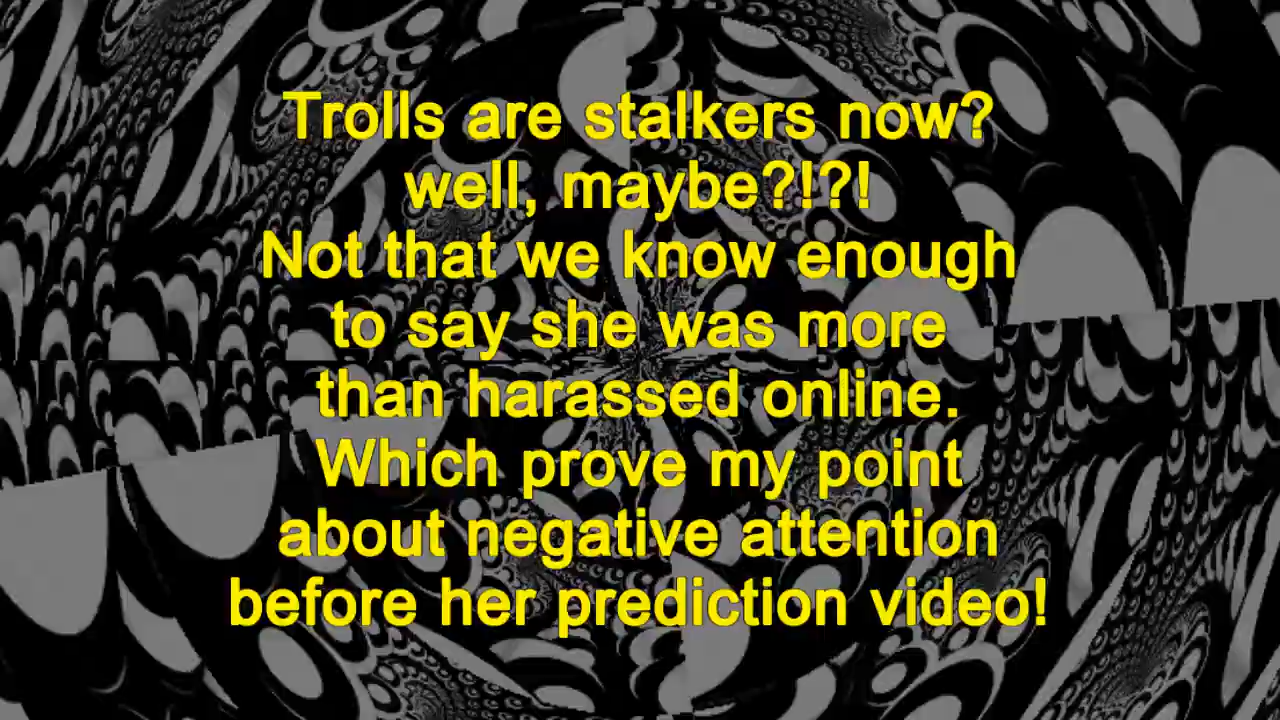 Trolls are stalkers now?
well, maybe?!?!
Not that we know enough
to say she was more
than harassed online.
Which prove my point
about negative attention
before her prediction video!